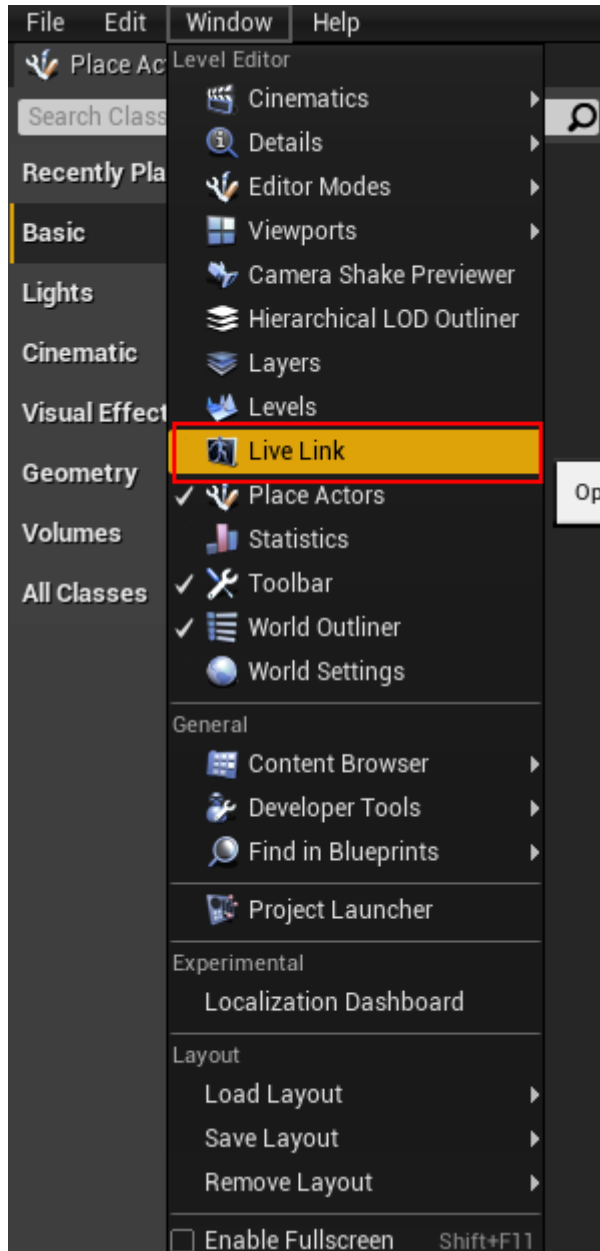 File Edit Window Help
Place Ac
Level Editor
Search Class
Cinematics
Details
Recently Pla
Editor Modes
Basic
Viewports
Camera Shake Previewer
Lights
Hierarchical LOD Outliner
Cinematic
Layers
Visual Effect
Levels
Live Link
Geometry
Place Actors
Op
Volumes
Statistics
All Classes
Toolbar
World Outliner
World Settings
General
Content Browser
Developer Tools
Find in Blueprints
Project Launcher
Experimental
Localization Dashboard
Layout
Load Layout
Save Layout
Remove Layout
Enable Fullscreen Shift+F11